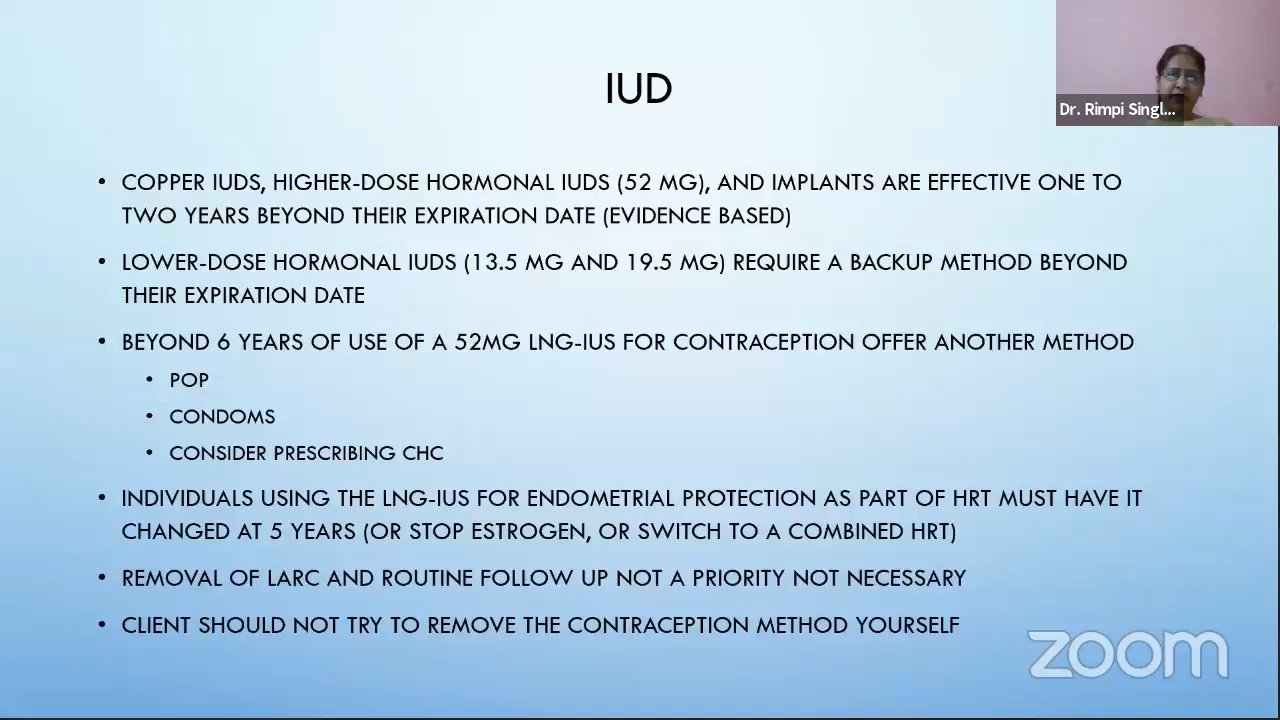 IUD
Dr. Rimpi Singl...
• COPPER IUDS, HIGHER-DOSE HORMONAL IUDS (52 MG), AND IMPLANTS ARE EFFECTIVE ONE TO
TWO YEARS BEYOND THEIR EXPIRATION DATE (EVIDENCE BASED)
• LOWER-DOSE HORMONAL IUDS (13.5 MG AND 19.5 MG) REQUIRE A BACKUP METHOD BEYOND
THEIR EXPIRATION DATE
• BEYOND 6 YEARS OF USE OF A 52MG LNG-IUS FOR CONTRACEPTION OFFER ANOTHER METHOD
• POP
• CONDOMS
• CONSIDER PRESCRIBING CHC
• INDIVIDUALS USING THE LNG-IUS FOR ENDOMETRIAL PROTECTION AS PART OF HRT MUST HAVE IT
CHANGED AT 5 YEARS (OR STOP ESTROGEN, OR SWITCH TO A COMBINED HRT)
• REMOVAL OF LARC AND ROUTINE FOLLOW UP NOT A PRIORITY NOT NECESSARY
• CLIENT SHOULD NOT TRY TO REMOVE THE CONTRACEPTION METHOD YOURSELF
zoom